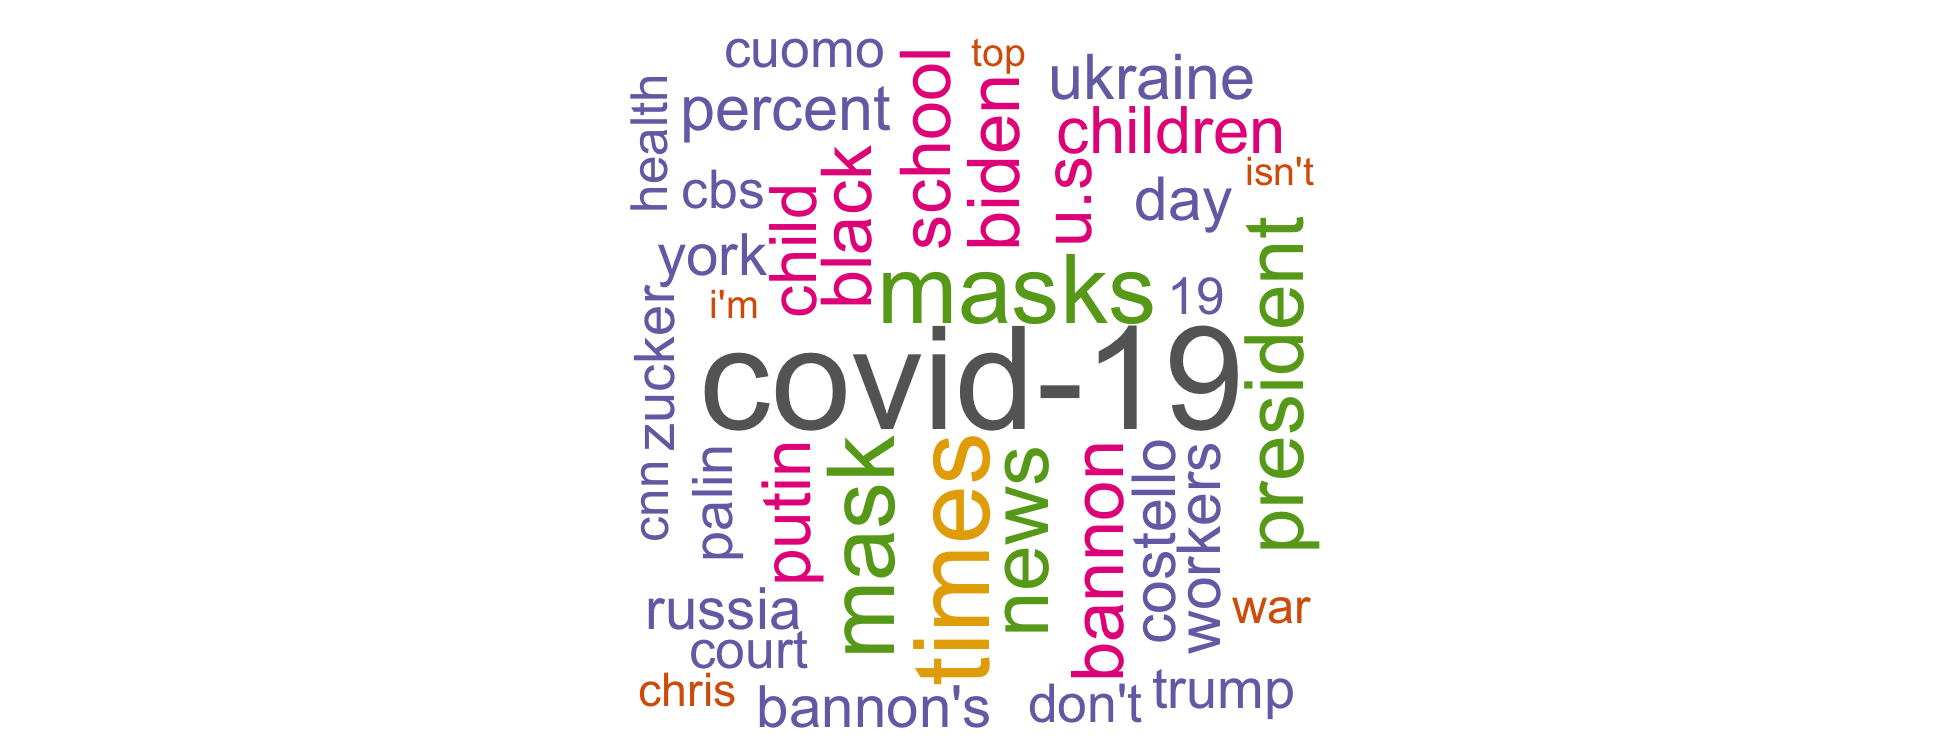 cuomo
top
school
ukraine
health
percent
biden
children
cbs
black
u.s
isn't
child
day
york
president
i'm
masks
19
zucker
covid-19
cnn
palin
putin
mask
times
news
bannon
costello
workers
russia
war
court
chris
bannon's
don't
trump